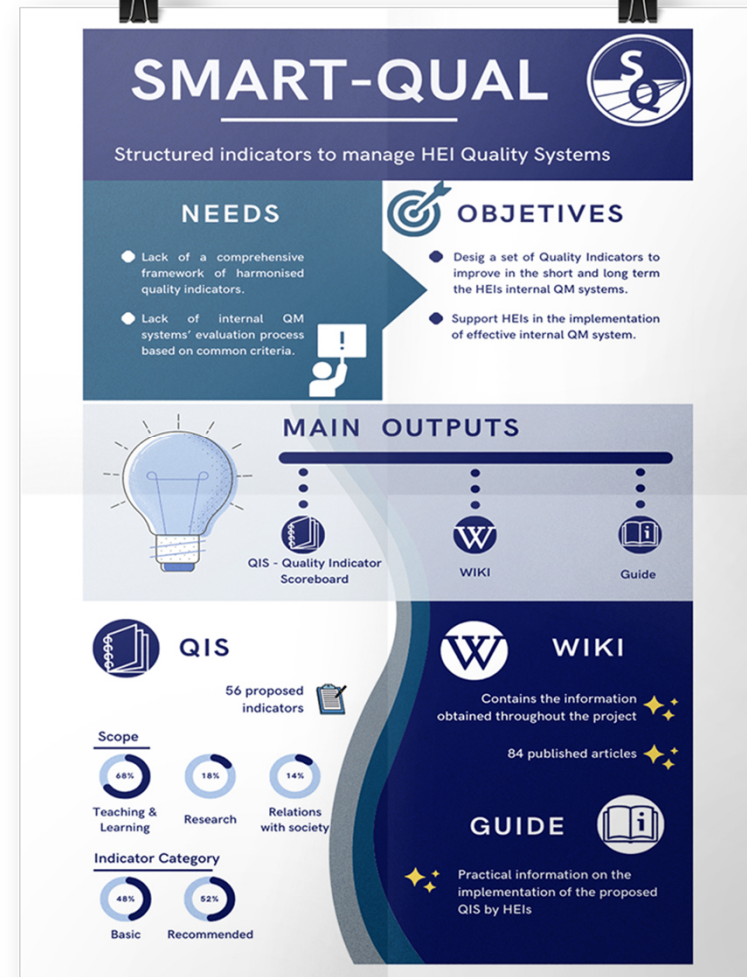 SMART-QUAL
S
Q
Structured indicators to manage HEI Quality Systems
NEEDS
Lack of a comprehensive
framework of harmonised
quality indicators.
Lack of internal QM
systems' evaluation process
based on common criteria.
!
OBJETIVES
Desig a set of Quality Indicators to
improve in the short and long term
the HEIs internal QM systems.
Support HEIs in the implementation
of effective internal QM system.
MAIN OUTPUTS
QIS - Quality Indicator
Scoreboard
W
WIKI
i
Guide
QIS
56 proposed
indicators
Scope
68%
Teaching &
Learning
18%
Research
14%
Relations
with society
Indicator Category
48%
Basic
52%
Recommended
W
WIKI
Contains the information
obtained throughout the project
84 published articles
GUIDE
i
Practical information on the
implementation of the proposed
QIS by HEIs